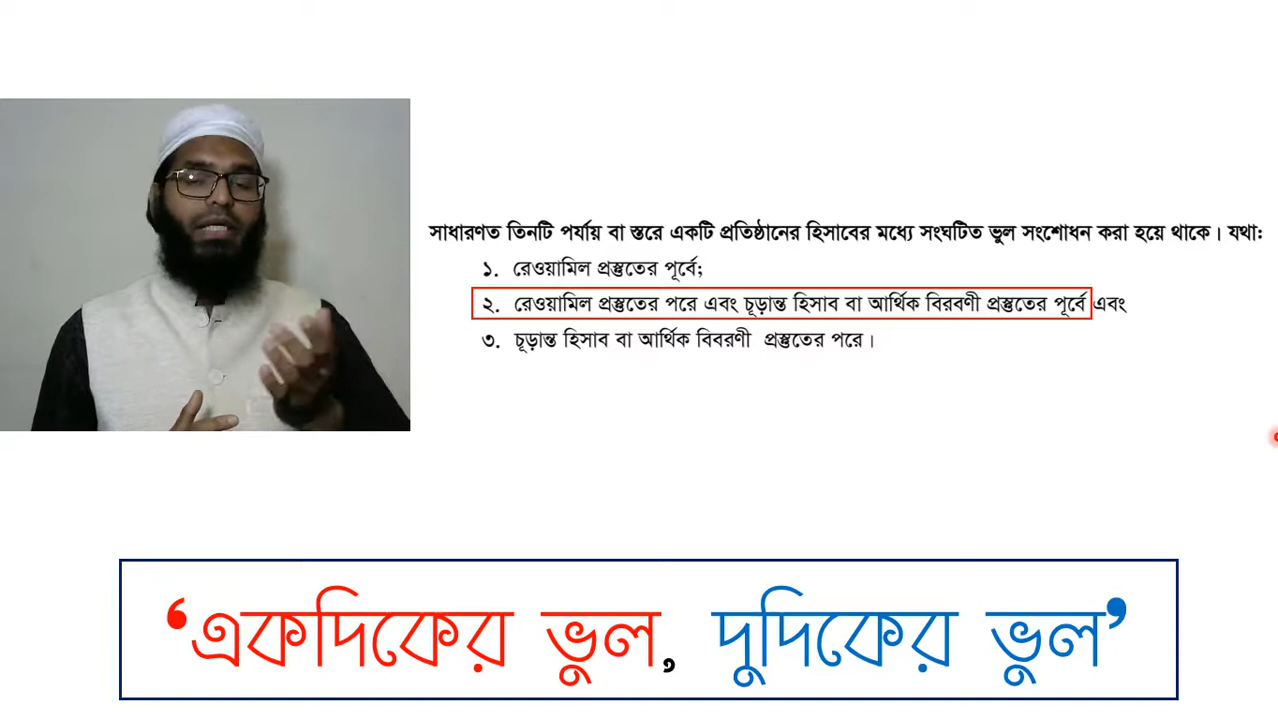 সাধারণত তিনটি পর্যায় বা স্তরে একটি প্রতিষ্ঠানের হিসাবের মধ্যে সংঘটিত ভুল সংশোধন করা হয়ে থাকে। যথা:
১. রেওয়ামিল প্রস্তুতের পূর্বে;
২. রেওয়ামিল প্রস্তুতের পরে এবং চূড়ান্ত হিসাব বা আর্থিক বিরবণী প্রস্তুতের পূর্বে এবং
৩. চূড়ান্ত হিসাব বা আর্থিক বিবরণী প্রস্তুতের পরে।
‘একদিকের ভুল, দুদিকের ভুল’